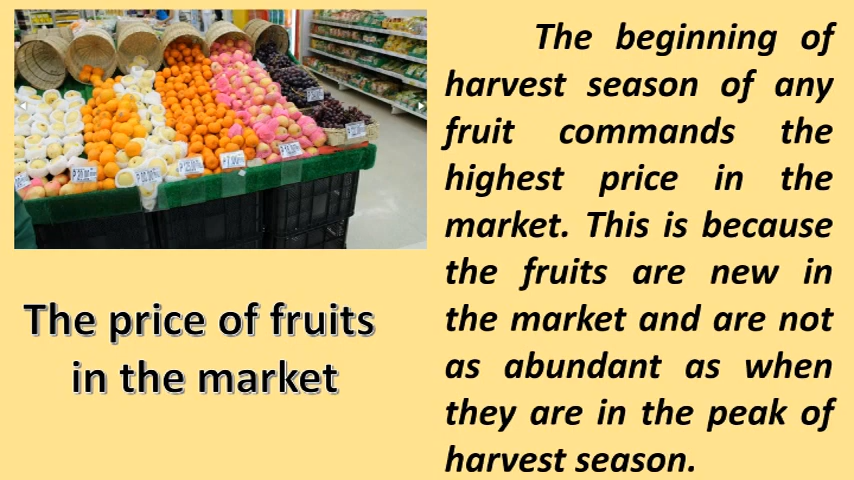 The price of fruits
in the market
The beginning of
harvest season of any
fruit commands the
highest price in the
market. This is because
the fruits are new in
the market and are not
as abundant as when
they are in the peak of
harvest season.